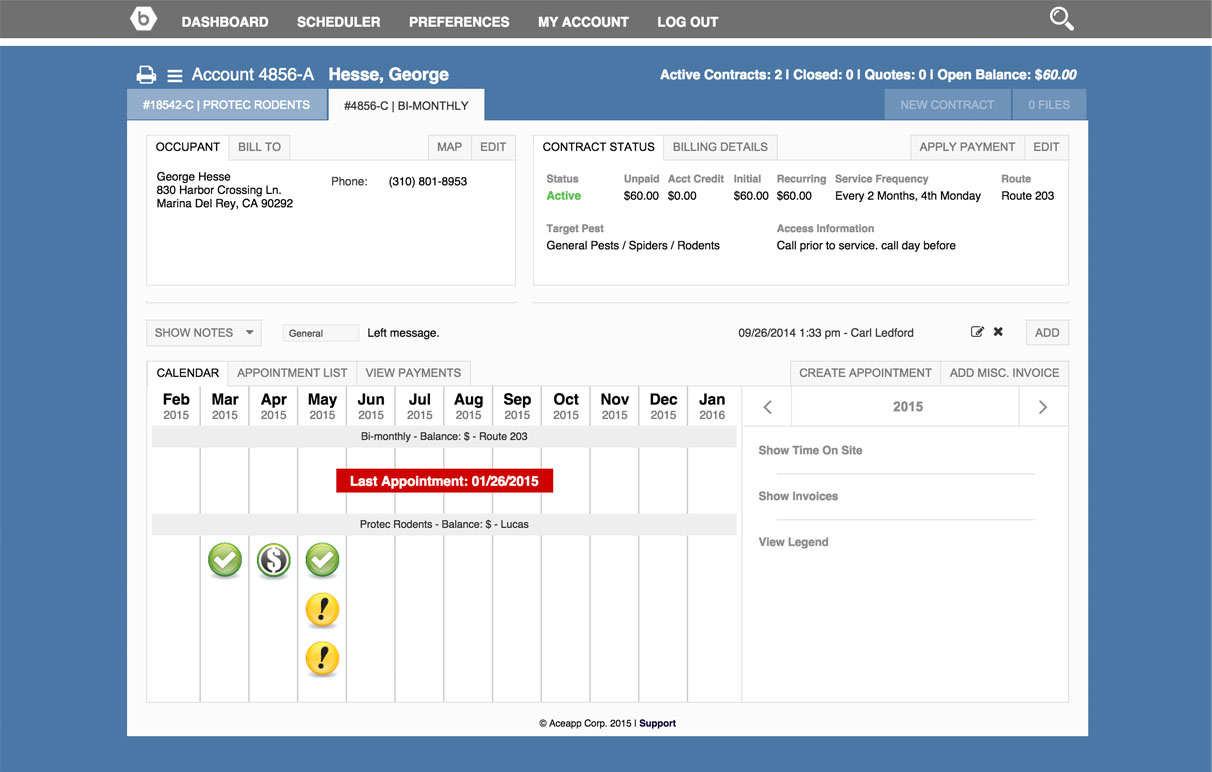 b DASHBOARD SCHEDULER PREFERENCES MY ACCOUNT LOG OUT
Account 4856-A Hesse, George Active Contracts: 2 | Closed: 0 | Quotes: 0 | Open Balance: $60.00
#18542-C | PROTEC RODENTS #4856-C | BI-MONTHLY NEW CONTRACT 0 FILES
OCCUPANT BILL TO MAP EDIT
George Hesse Phone: (310) 801-8953
830 Harbor Crossing Ln.
Marina Del Rey, CA 90292
CONTRACT STATUS BILLING DETAILS APPLY PAYMENT EDIT
Status Unpaid Acct Credit Initial Recurring Service Frequency Route
Active $60.00 $0.00 $60.00 $60.00 Every 2 Months, 4th Monday Route 203
Target Pest Access Information
General Pests / Spiders / Rodents Call prior to service. call day before
SHOW NOTES General Left message. 09/26/2014 1:33 pm - Carl Ledford ADD
CALENDAR APPOINTMENT LIST VIEW PAYMENTS CREATE APPOINTMENT ADD MISC. INVOICE
Feb Mar Apr May Jun Jul Aug Sep Oct Nov Dec Jan
2015 2015 2015 2015 2015 2015 2015 2015 2015 2015 2015 2016
Bi-monthly - Balance: $ - Route 203
Last Appointment: 01/26/2015
Protec Rodents - Balance: $ - Lucas
$
!
!
2015
Show Time On Site
Show Invoices
View Legend
© Aceapp Corp. 2015 | Support